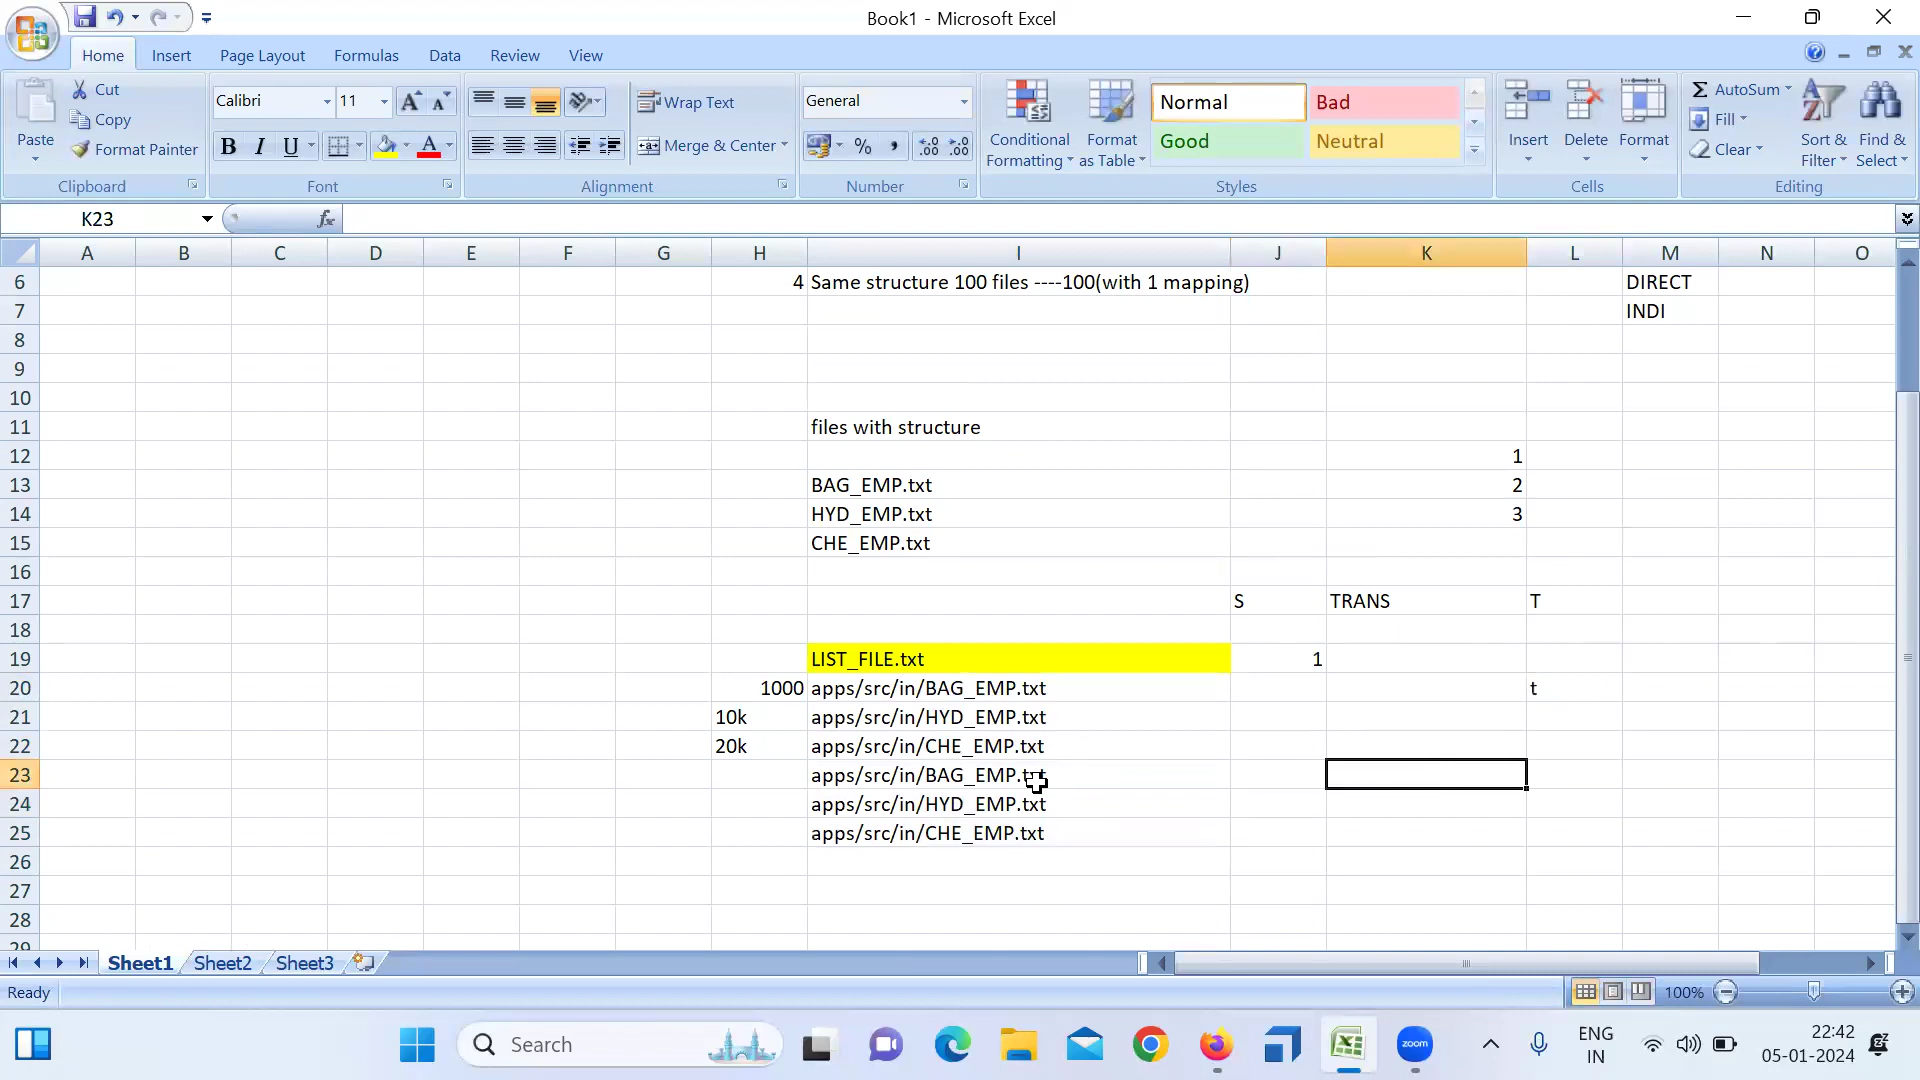 Book1 - Microsoft Excel
Home Insert Page Layout Formulas Data Review View
Paste
Cut
Copy
Format Painter
Clipboard
Calibri 11
B I U A
Font
Wrap Text
Merge & Center
Alignment
General
% ,
Number
Conditional Formatting
Format as Table
Normal Bad
Good Neutral
Styles
Insert Delete Format
Cells
AutoSum
Fill
Clear
Sort & Filter
Find & Select
Editing
K23 fx
A B C D E F G H I J K L M N O
6 4 Same structure 100 files ----100(with 1 mapping) DIRECT
7 INDI
8
9
10
11 files with structure
12 1
13 BAG_EMP.txt 2
14 HYD_EMP.txt 3
15 CHE_EMP.txt
16
17 S TRANS T
18
19 LIST_FILE.txt 1
20 1000 apps/src/in/BAG_EMP.txt t
21 10k apps/src/in/HYD_EMP.txt
22 20k apps/src/in/CHE_EMP.txt
23 apps/src/in/BAG_EMP.txt
24 apps/src/in/HYD_EMP.txt
25 apps/src/in/CHE_EMP.txt
26
27
28
29
Sheet1 Sheet2 Sheet3
Ready 100%
Search zoom ENG 22:42
IN 05-01-2024